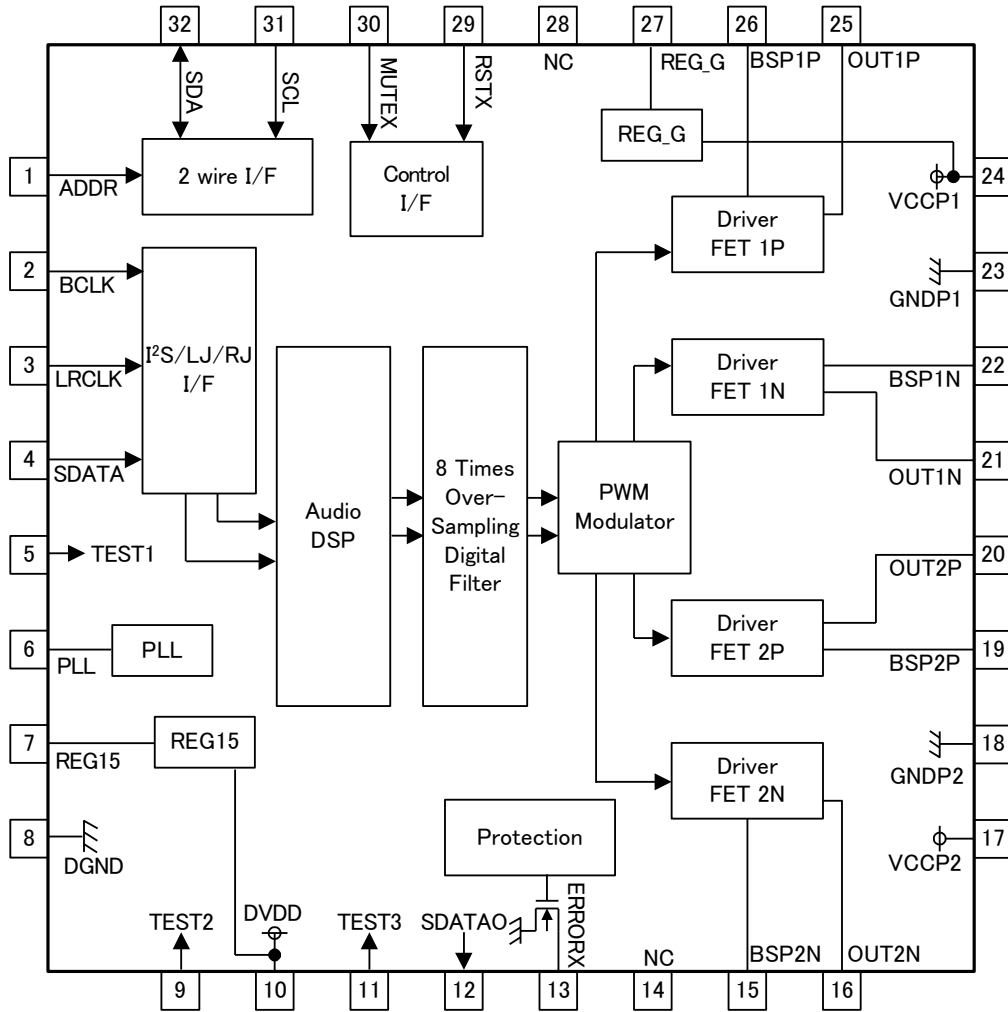 32
31
30
29
28
27
26
25
SDA
SCL
MUTEX
RSTX
NC
REG_G
BSP1P
OUT1P
REG_G
1
ADDR
2 wire I/F
Control
I/F
24
VCCP1
Driver
FET 1P
2
BCLK
23
GNDP1
3
LRCLK
I²S/LJ/RJ
I/F
Driver
FET 1N
22
BSP1N
4
SDATA
21
OUT1N
Audio
DSP
8 Times
Over-
Sampling
Digital
Filter
PWM
Modulator
5
TEST1
20
OUT2P
6
PLL
PLL
Driver
FET 2P
19
BSP2P
7
REG15
REG15
18
GNDP2
Driver
FET 2N
8
DGND
Protection
17
VCCP2
TEST2
DVDD
TEST3
SDATAO
ERRORX
NC
BSP2N
OUT2N
9
10
11
12
13
14
15
16